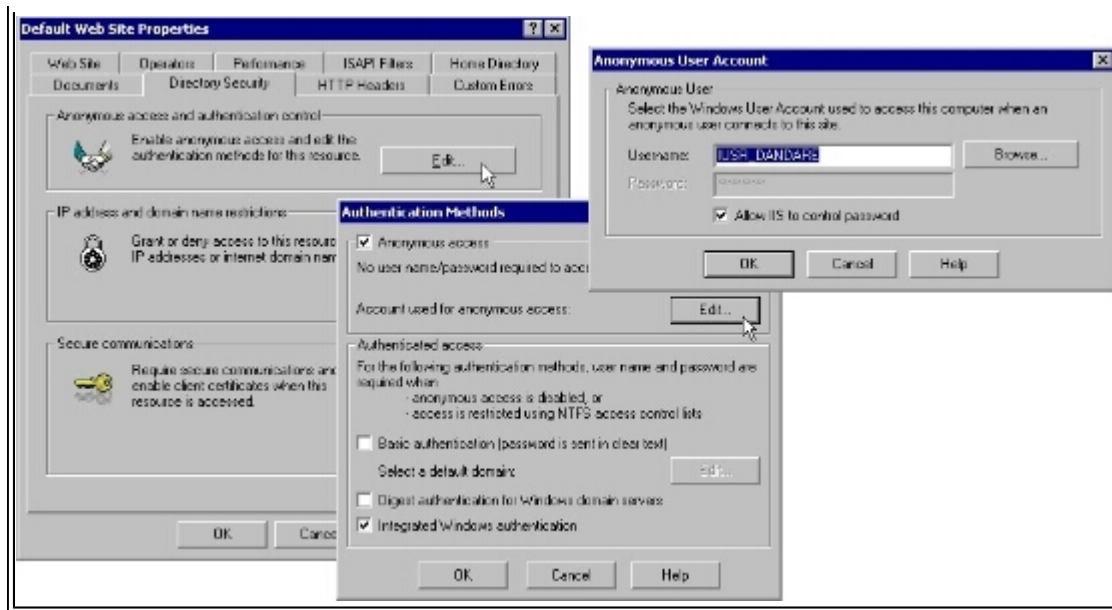 Default Web Site Properties
Web Site Operators Performance ISAPI Filters Home Directory
Documents Directory Security HTTP Headers Custom Errors
Anonymous access and authentication control
Enable anonymous access and edit the
authentication methods for this resource.
Edit...
IP address and domain name restrictions
Grant or deny access to this resour
IP addresses or internet domain nam
Secure communications
Require secure communications and
enable client certificates when this
resource is accessed.
OK Cance
Authentication Methods
Anonymous access
No user name/password required to acc
Account used for anonymous access:
Edit...
Authenticated access
For the following authentication methods, user name and password are
required when
- anonymous access is disabled, or
- access is restricted using NTFS access control lists
Basic authentication (password is sent in clear text)
Select a default domain:
Edit...
Digest authentication for Windows domain servers
Integrated Windows authentication
OK Cancel Help
Anonymous User Account
Anonymous User
Select the Windows User Account used to access this computer when an
anonymous user connects to this site.
Username: IUSR_DANDARE Browse...
Password: **********
Allow IIS to control password
OK Cancel Help